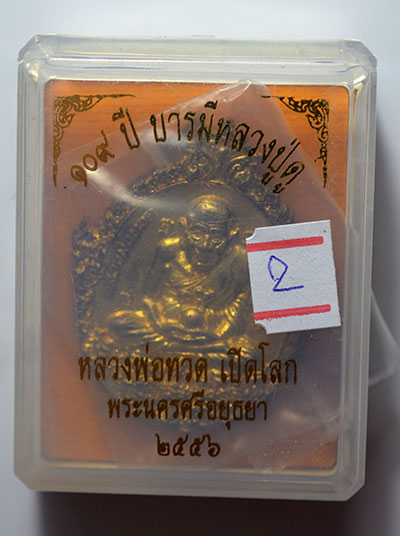 ๑๐๙ ปี บารมีหลวงปู่ดู่
2
หลวงพ่อทวด เปิดโลก
พระนครศรีอยุธยา
๒๕๕๖